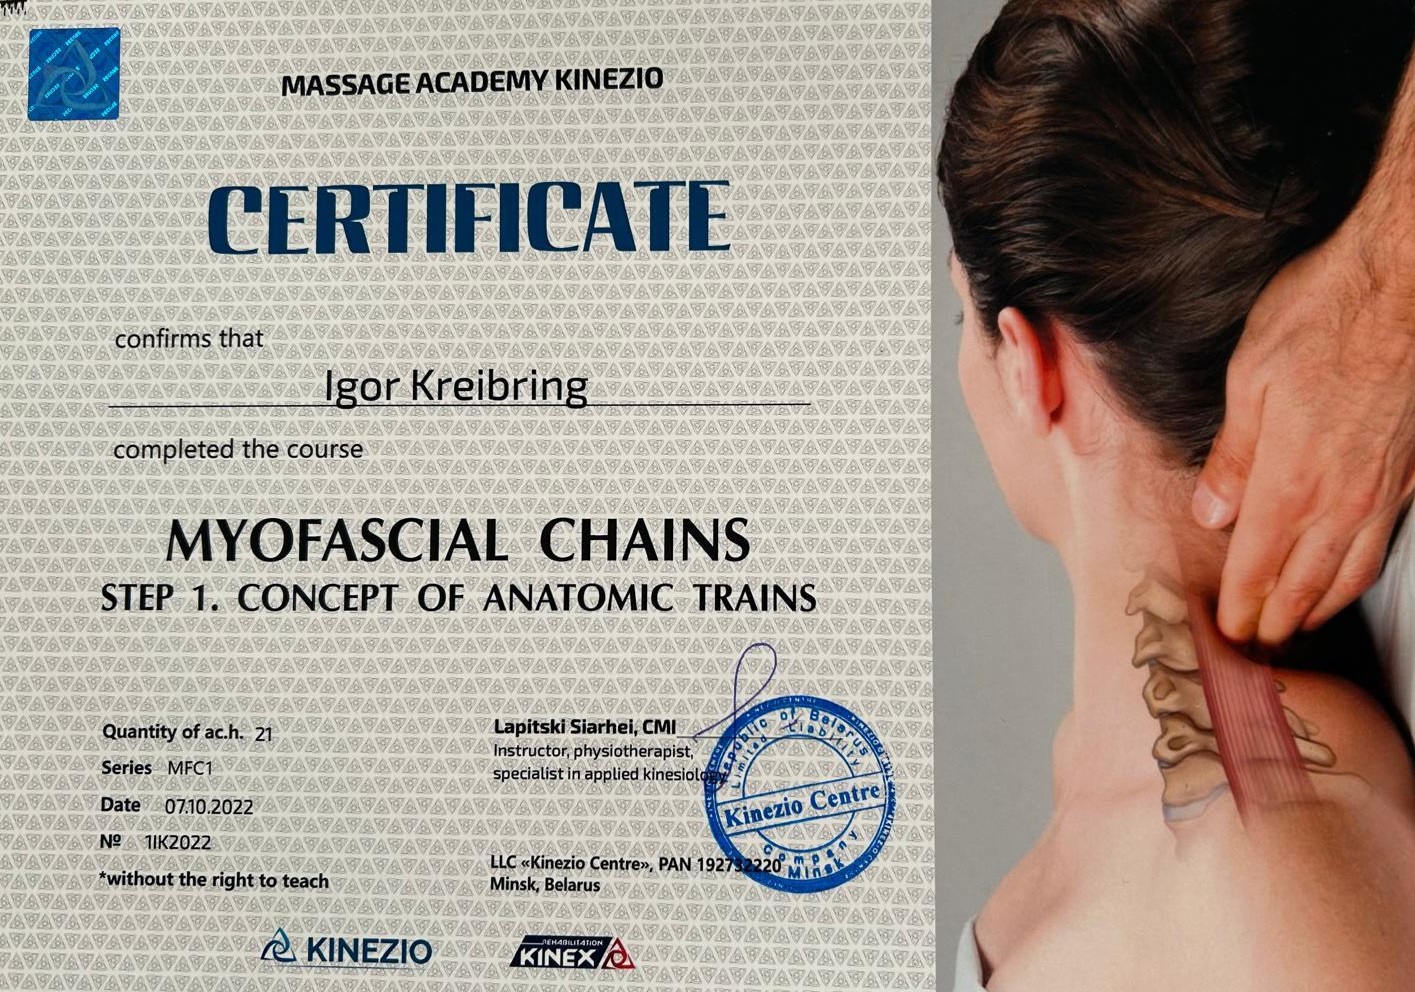 MASSAGE ACADEMY KINEZIO
CERTIFICATE
confirms that
Igor Kreibring
completed the course
MYOFASCIAL CHAINS
STEP 1. CONCEPT OF ANATOMIC TRAINS
Quantity of ac.h. 21
Series MFC1
Date 07.10.2022
Nº 1IK2022
*without the right to teach
Lapitski Siarhei, CMI
Instructor, physiotherapist,
specialist in applied kinesiology
LLC «Kinezio Centre», PAN 192732220
Minsk, Belarus
Republic of Belarus
Limited Liability
Kinezio Centre
Company
Minsk
KINEZIO
REHABILITATION
KINEX